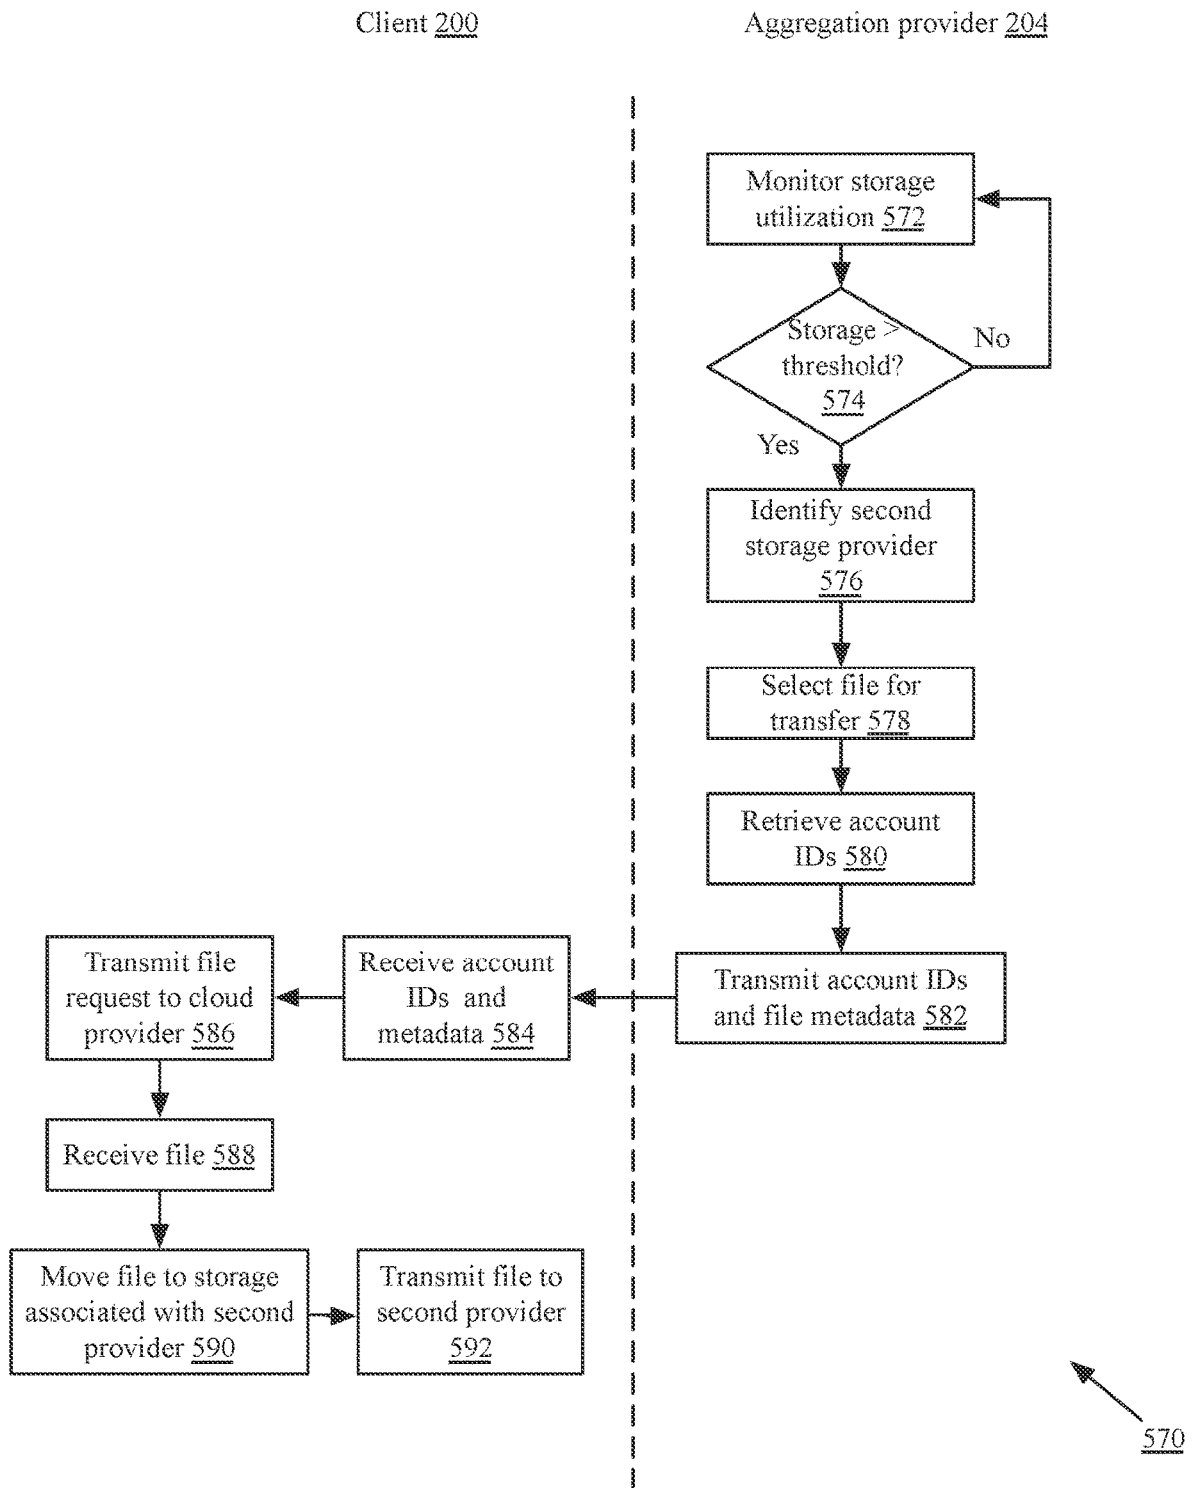 Client 200
Aggregation provider 204
Monitor storage
utilization 572
Storage >
threshold?
574
No
Yes
Identify second
storage provider
576
Select file for
transfer 578
Retrieve account
IDs 580
Transmit account IDs
and file metadata 582
Receive account
IDs and
metadata 584
Transmit file
request to cloud
provider 586
Receive file 588
Move file to storage
associated with second
provider 590
Transmit file to
second provider
592
570